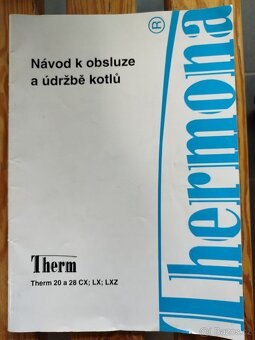 Návod k obsluze
a údržbě kotlů
Thermona
®
Therm
Therm 20 a 28 CX; LX; LXZ